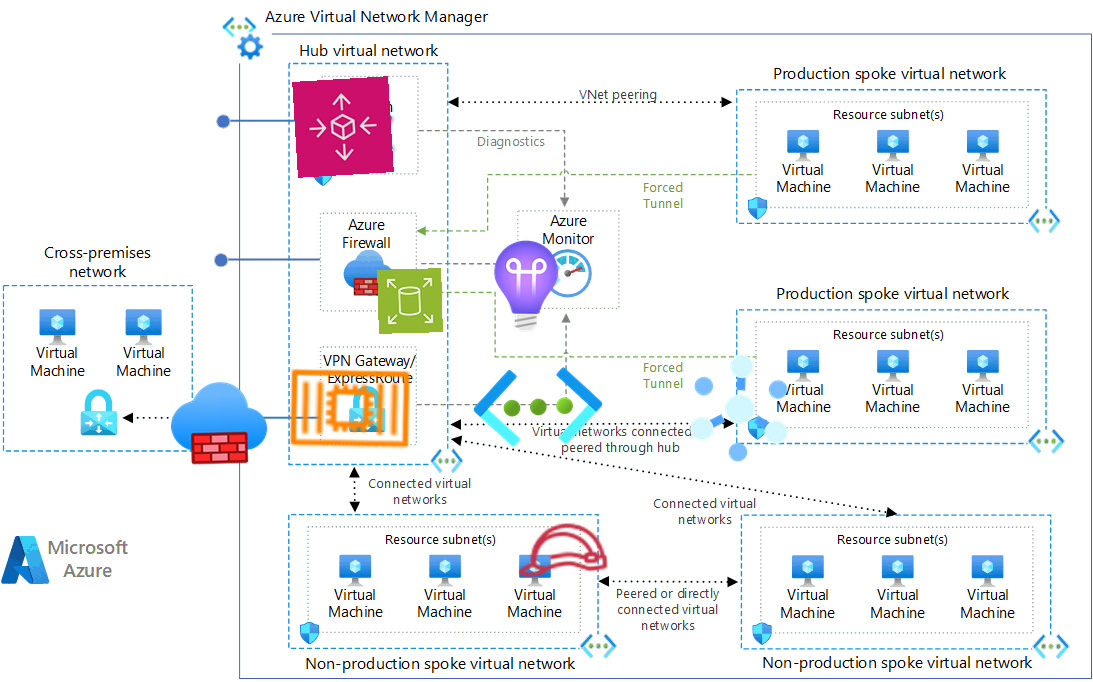 Azure Virtual Network Manager
Hub virtual network
Production spoke virtual network
VNet peering
Resource subnet(s)
Diagnostics
Virtual
Machine
Virtual
Machine
Virtual
Machine
Forced
Tunnel
Azure
Firewall
Azure
Monitor
Cross-premises
network
Virtual
Machine
Virtual
Machine
Production spoke virtual network
Resource subnet(s)
VPN Gateway/
ExpressRoute
Forced
Tunnel
Virtual
Machine
Virtual
Machine
Virtual
Machine
Virtual networks connected
peered through hub
Connected virtual
networks
Connected virtual
networks
Microsoft
Azure
Resource subnet(s)
Virtual
Machine
Virtual
Machine
Virtual
Machine
Peered or directly
connected virtual
networks
Resource subnet(s)
Virtual
Machine
Virtual
Machine
Virtual
Machine
Non-production spoke virtual network
Non-production spoke virtual network